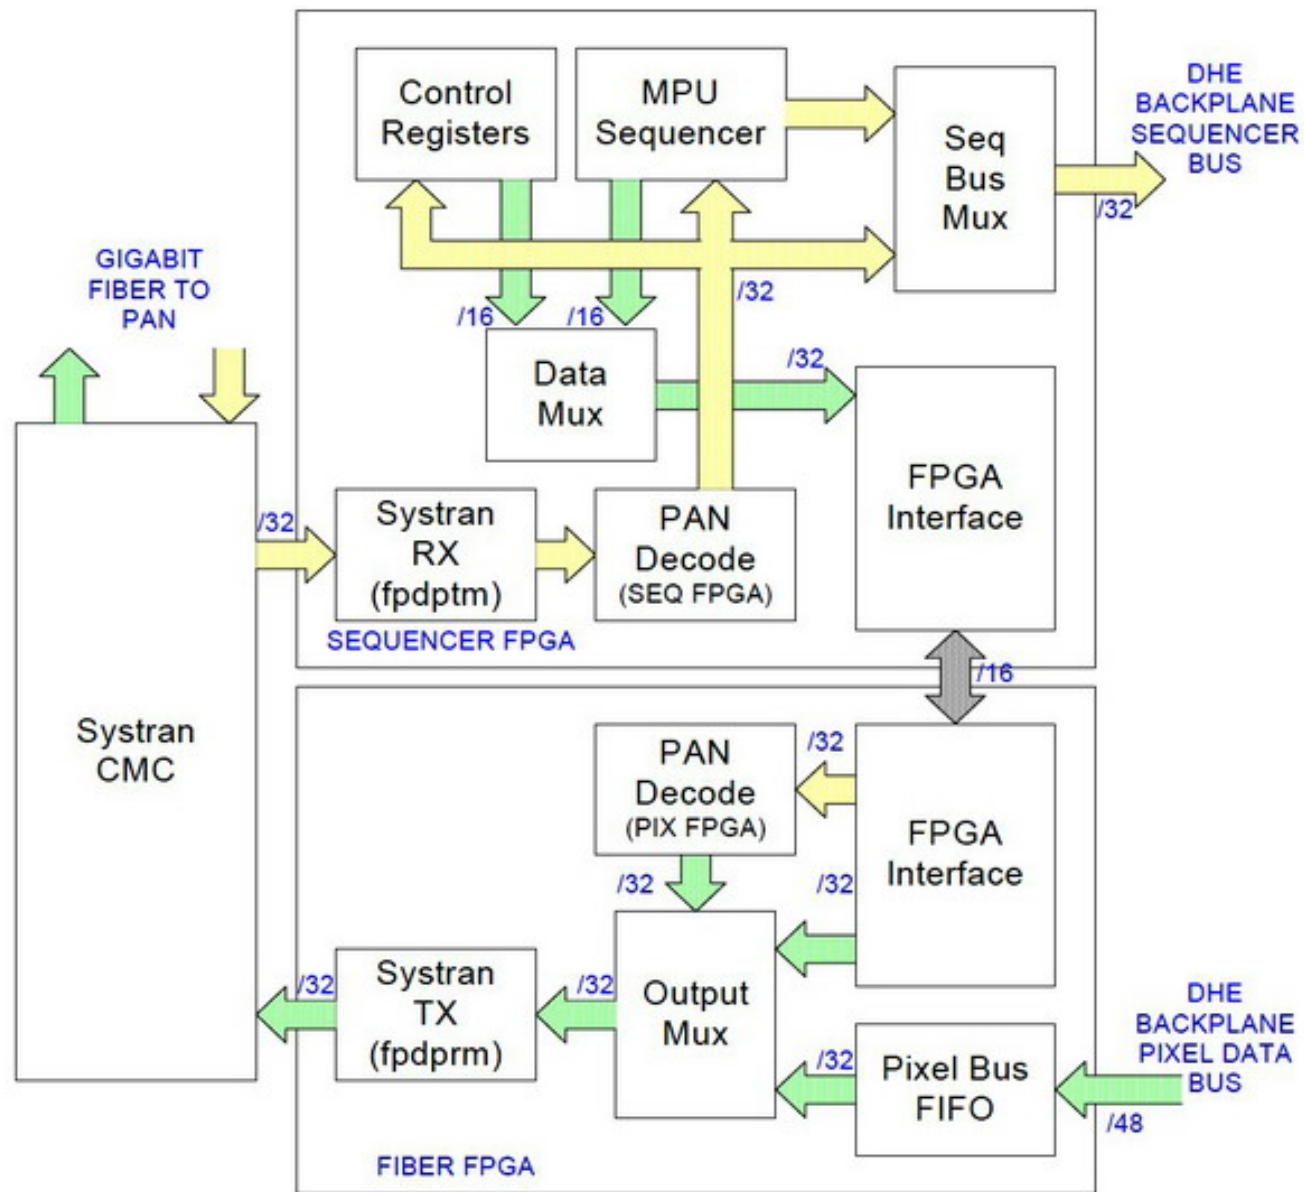 Control
Registers
MPU
Sequencer
Seq
Bus
Mux
DHE
BACKPLANE
SEQUENCER
BUS
/32
GIGABIT
FIBER TO
PAN
/16
/16
/32
Data
Mux
/32
FPGA
Interface
/32
Systran
RX
(fpdptm)
PAN
Decode
(SEQ FPGA)
SEQUENCER FPGA
/16
Systran
CMC
PAN
Decode
(PIX FPGA)
/32
FPGA
Interface
/32
/32
Systran
TX
(fpdprm)
/32
/32
Output
Mux
/32
Pixel Bus
FIFO
DHE
BACKPLANE
PIXEL DATA
BUS
/48
FIBER FPGA